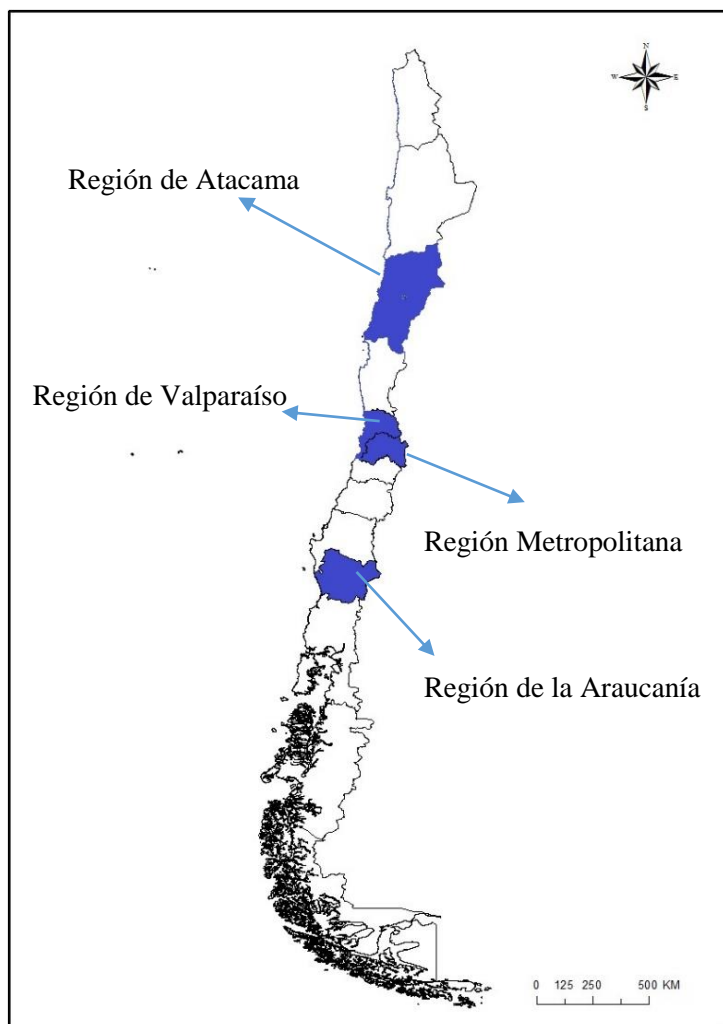 N
W E
S
Región de Atacama
Región de Valparaíso
Región Metropolitana
Región de la Araucanía
0 125 250 500 KM